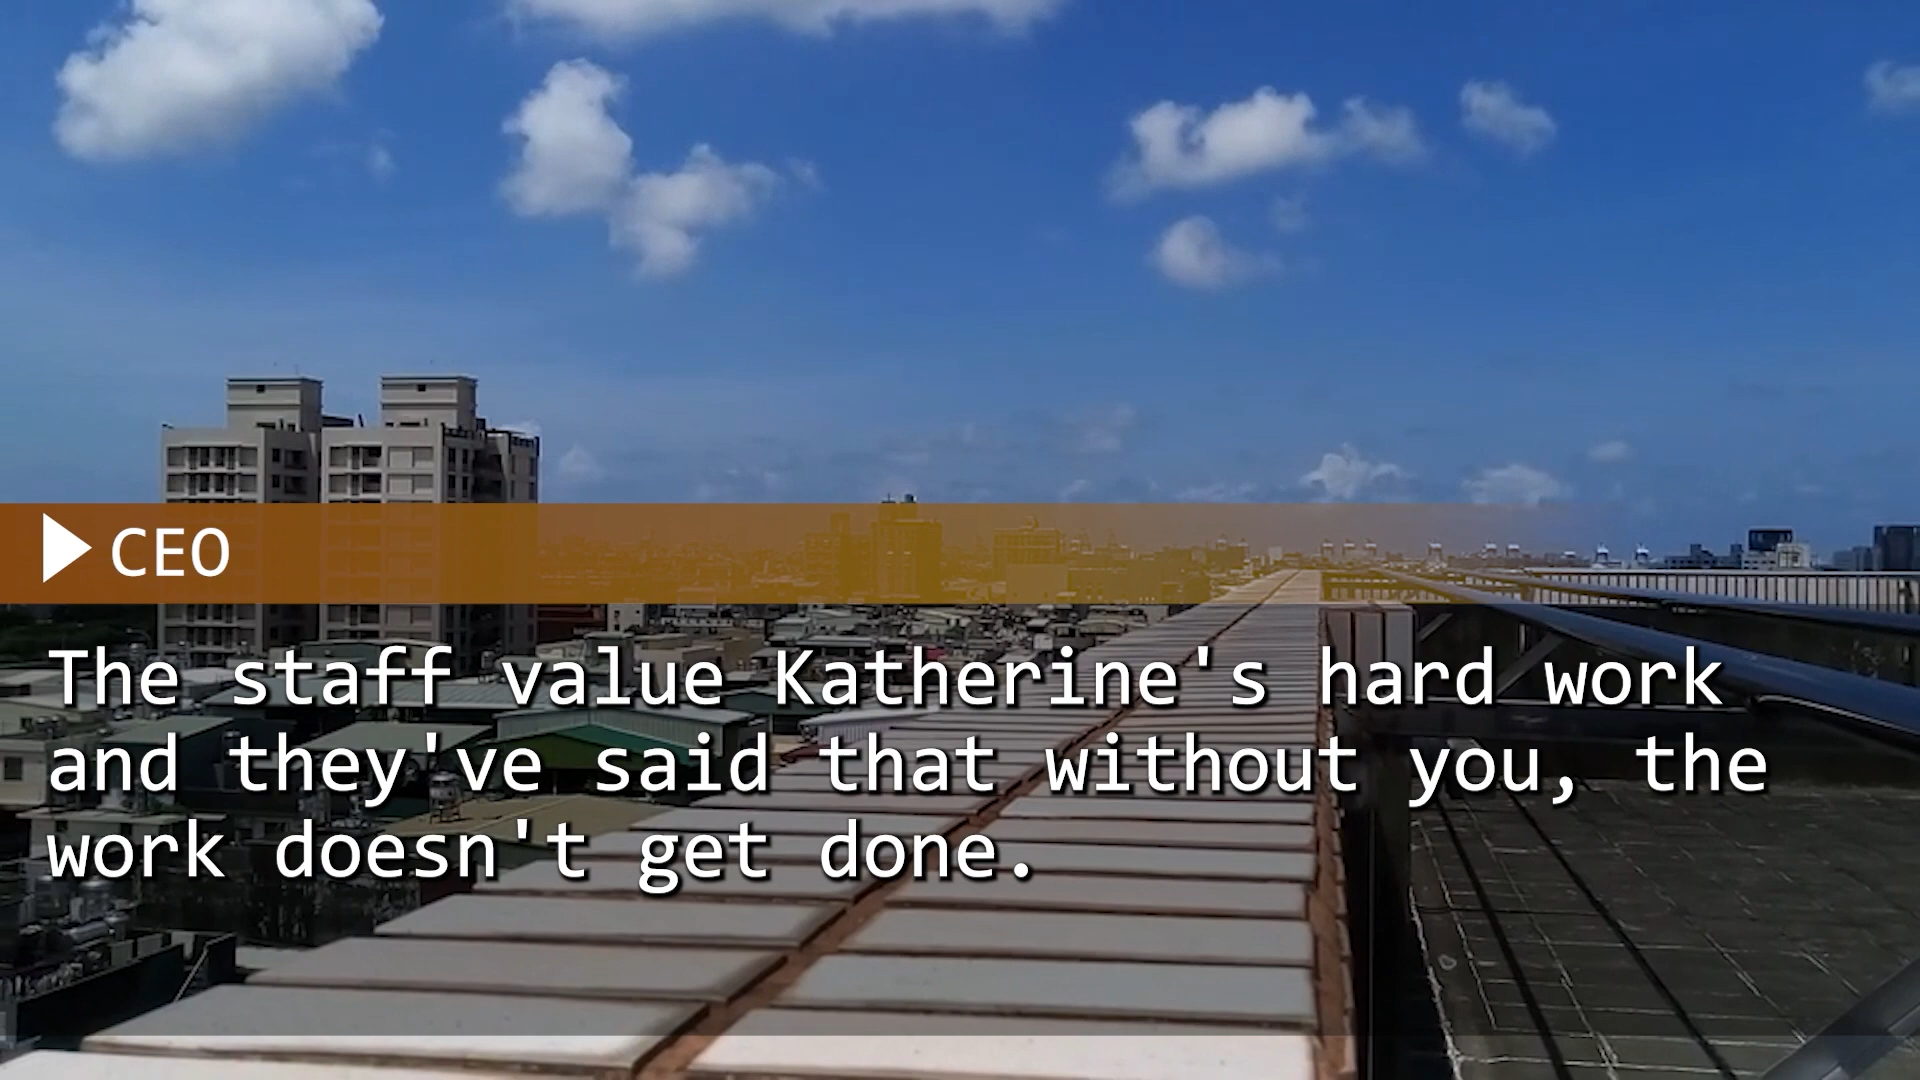 CEO
The staff value Katherine's hard work
and they've said that without you, the
work doesn't get done.